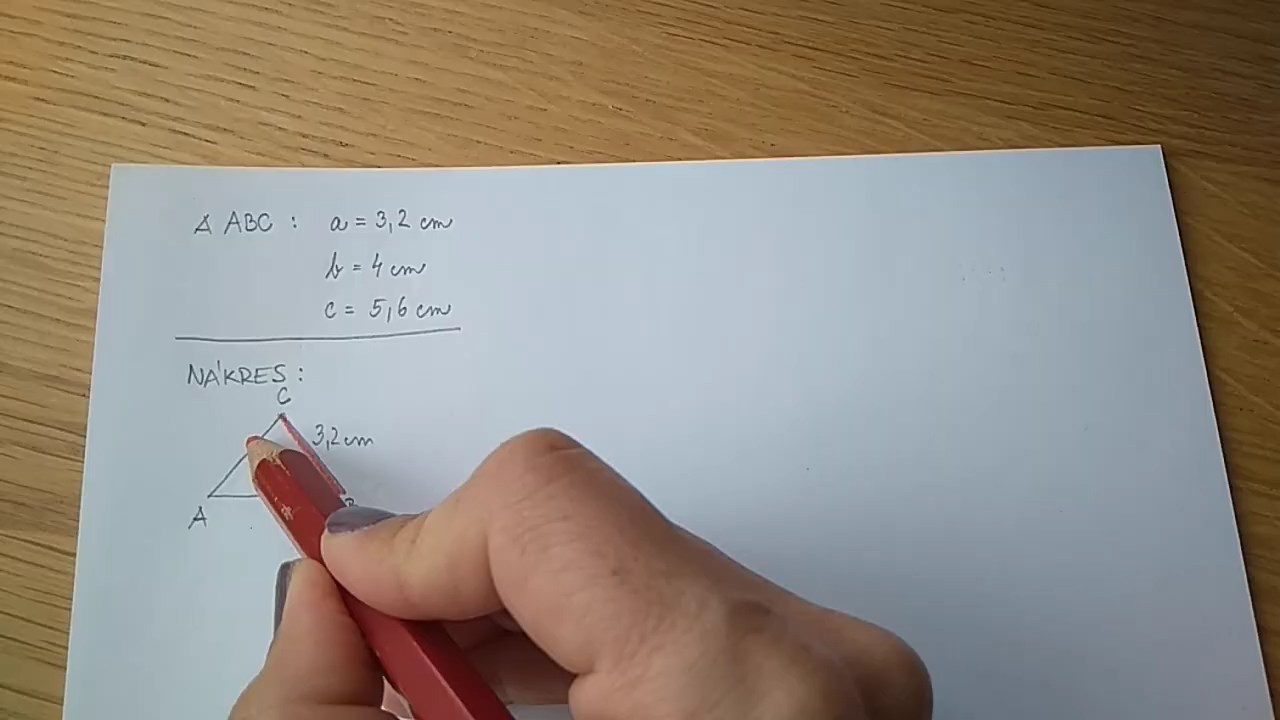 ∆ ABC : a = 3,2 cm
b = 4 cm
c = 5,6 cm
NÁKRES :
C
3,2 cm
A
B